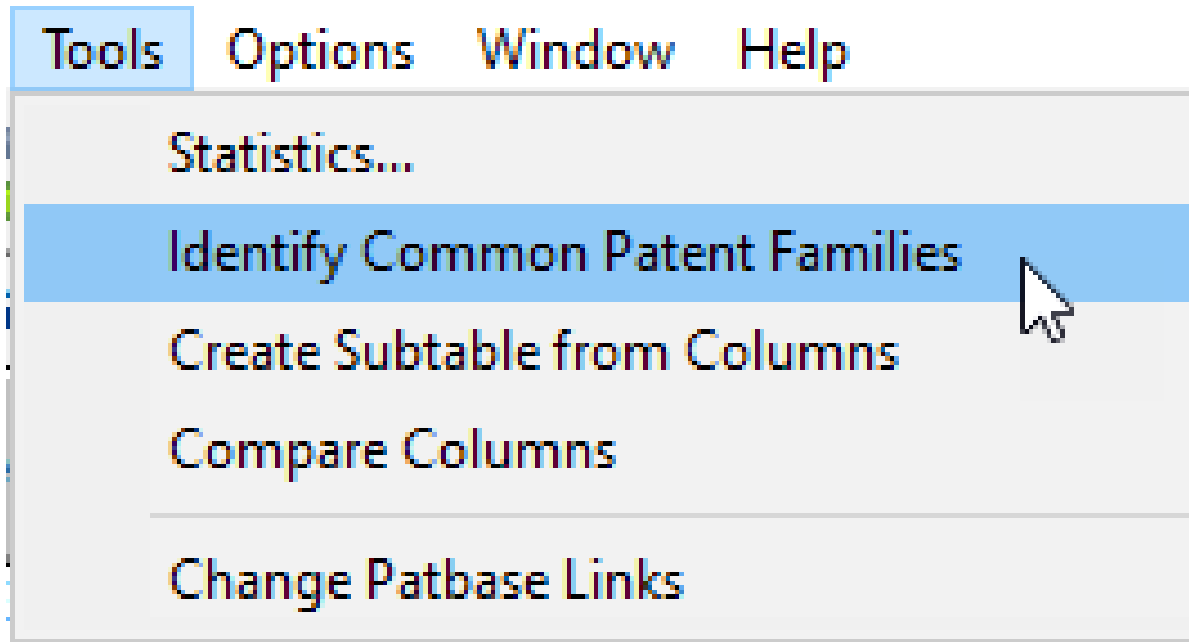 Tools Options Window Help
Statistics...
Identify Common Patent Families
Create Subtable from Columns
Compare Columns
Change Patbase Links